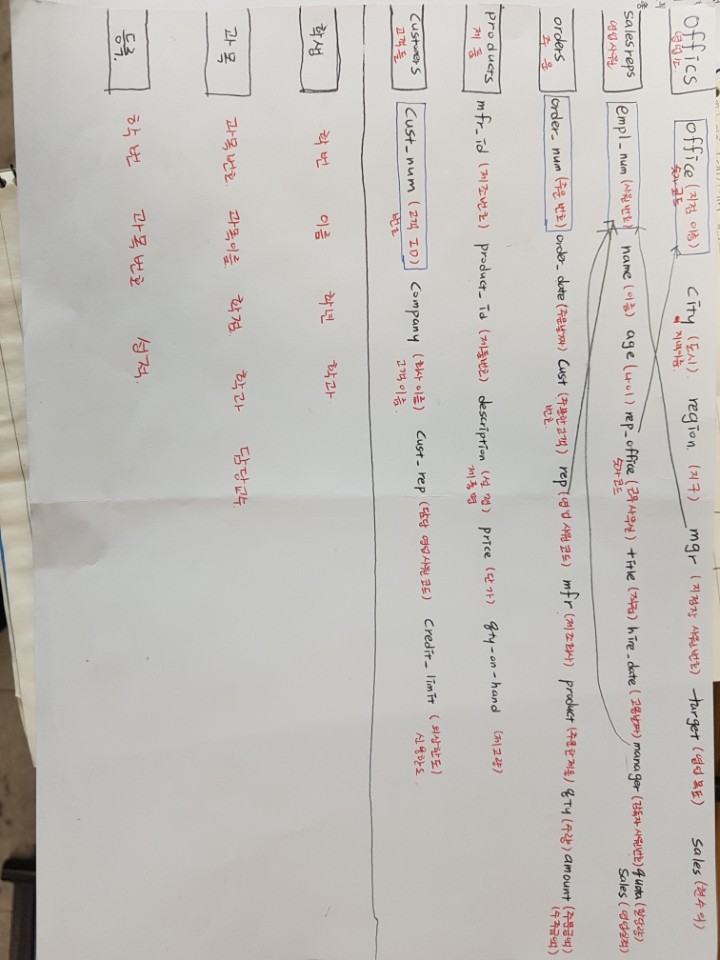 Offics office (지점 이름) city (도시) region (지구) mgr (지점장 사원번호) target (영업 목표) sales (현수익)
영업소 숫자코드 지역이름
salesreps empl_num (사원번호) name (이름) age (나이) rep_office (근무사무실) title (직점) hire_date (고용날짜) manager (감독자 사원번호) quota (할당량)
영업사원 숫자코드 sales (영업실적)
orders order_num (주문 번호) order_date (주문날짜) cust (주문한고객) rep (영업 사원코드) mfr (제조회사) product (주문한제품) qty (수량) amount (주문금액)
주문 번호. (수주금액)
products mfr_id (제조번호) product_id (제품번호) description (설명) price (단가) qty-on-hand (재고량)
제품 제품명
customers cust_num (고객 ID) company (회사이름) cust_rep (담당 영업사원코드) credit_limit (외상한도)
고객들 번호 고객이름. 신용한도.
학생 학번 이름 학년 학과
과목 과목번호. 과목이름. 학점. 학과 담당교수.
등록. 학번 과목번호 성적.